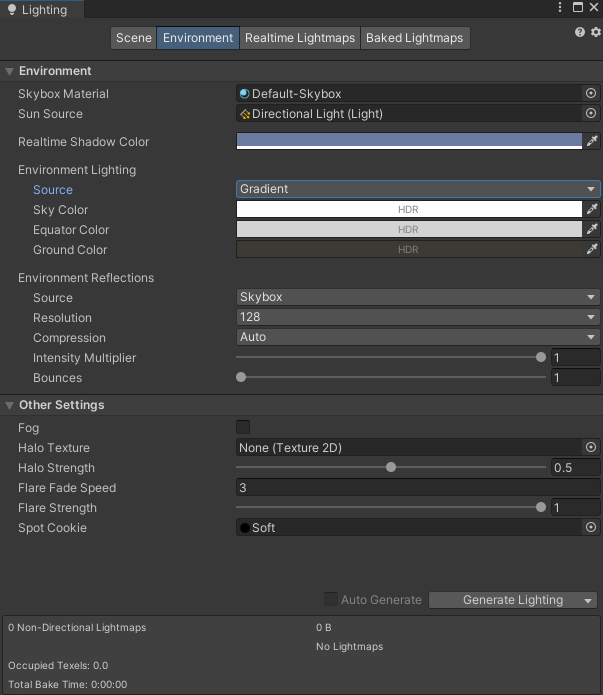 Lighting
Scene Environment Realtime Lightmaps Baked Lightmaps
Environment
Skybox Material Default-Skybox
Sun Source Directional Light (Light)
Realtime Shadow Color
Environment Lighting
Source Gradient
Sky Color HDR
Equator Color HDR
Ground Color HDR
Environment Reflections
Source Skybox
Resolution 128
Compression Auto
Intensity Multiplier 1
Bounces 1
Other Settings
Fog
Halo Texture None (Texture 2D)
Halo Strength 0.5
Flare Fade Speed 3
Flare Strength 1
Spot Cookie Soft
Auto Generate Generate Lighting
0 Non-Directional Lightmaps 0 B
No Lightmaps
Occupied Texels: 0.0
Total Bake Time: 0:00:00